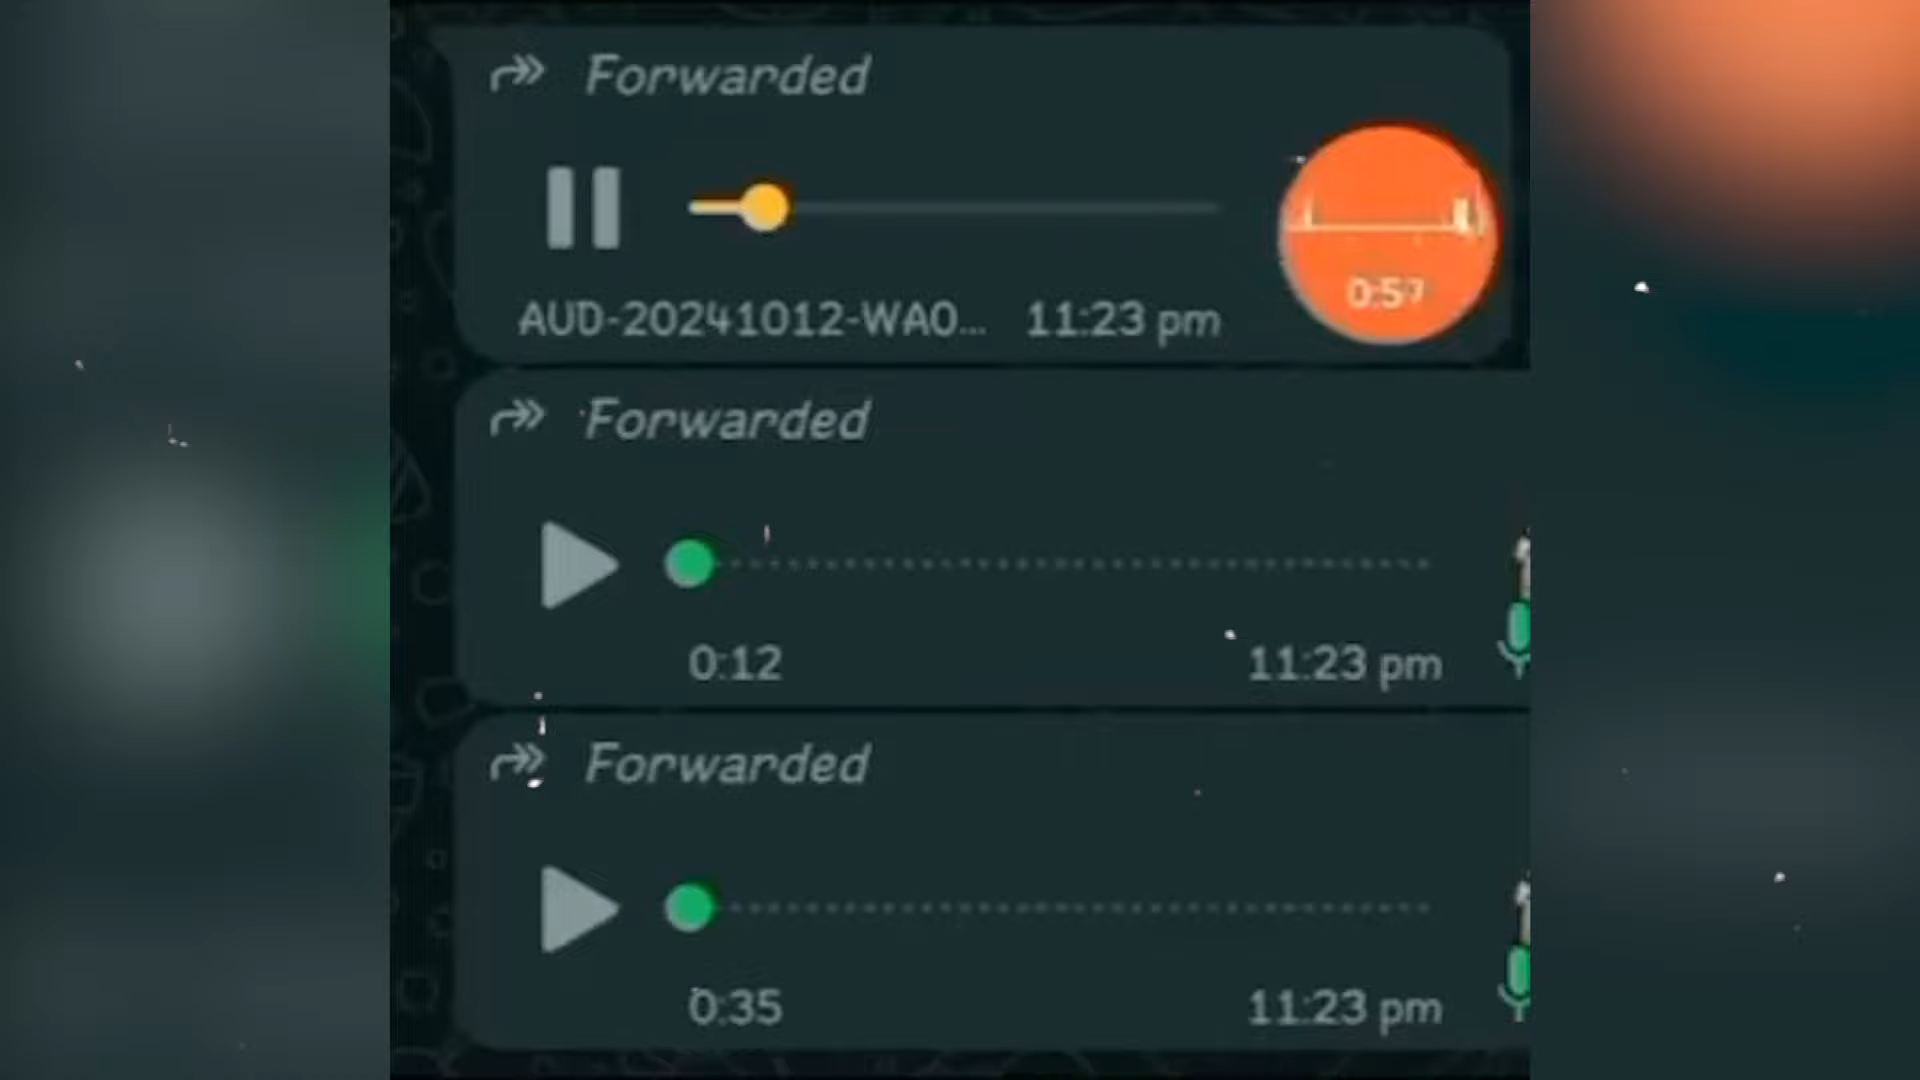 Forwarded
0:57
AUD-20241012-WA0... 11:23 pm
Forwarded
0:12 11:23 pm
Forwarded
0:35 11:23 pm